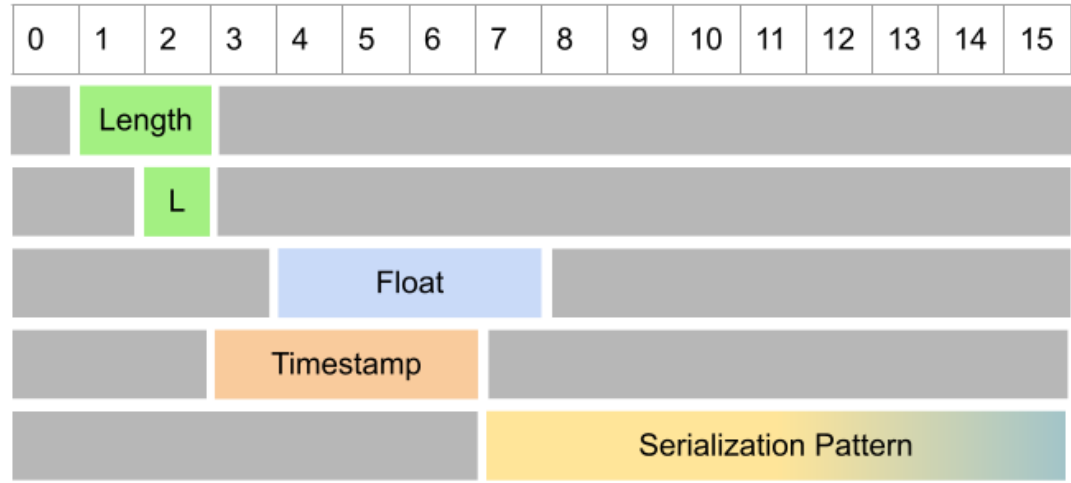 0 1 2 3 4 5 6 7 8 9 10 11 12 13 14 15
Length
L
Float
Timestamp
Serialization Pattern